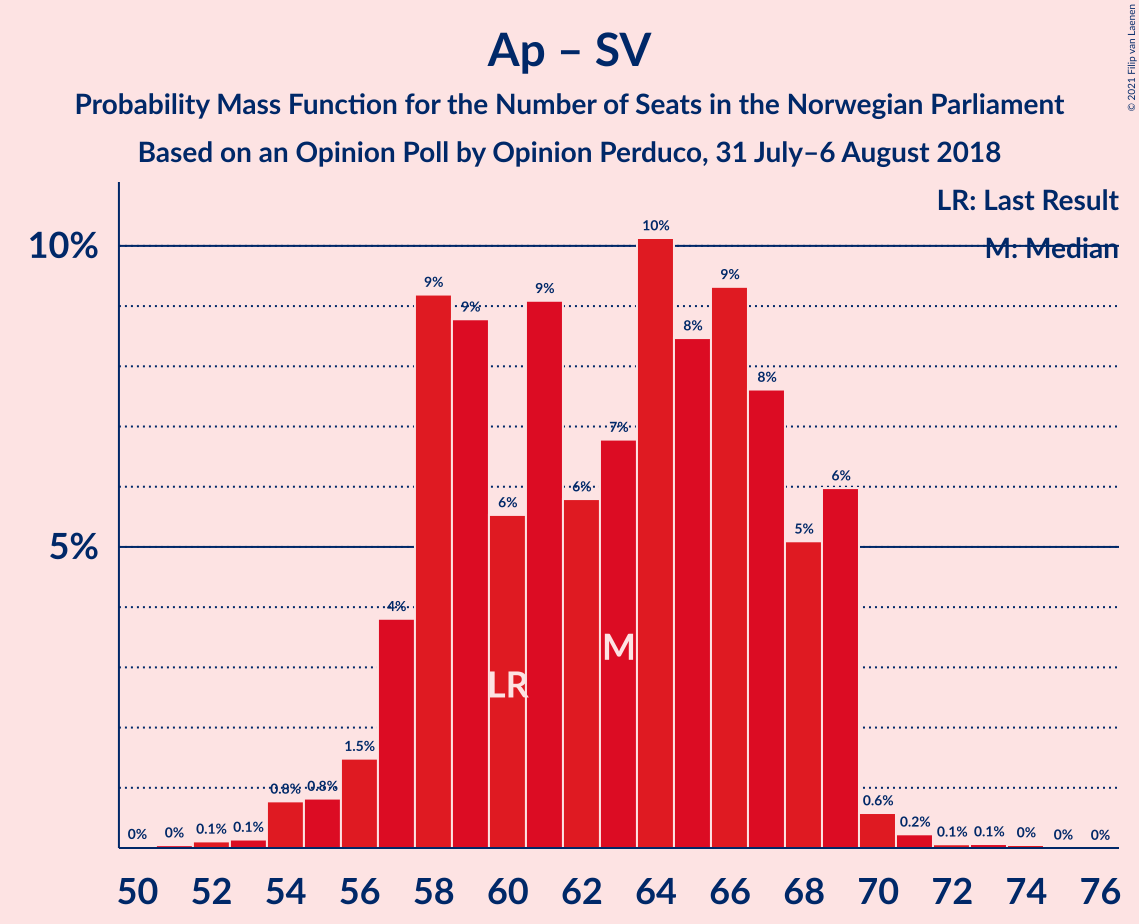 Ap – SV
Probability Mass Function for the Number of Seats in the Norwegian Parliament
Based on an Opinion Poll by Opinion Perduco, 31 July–6 August 2018
© 2021 Filip van Laenen
LR: Last Result
M: Median
10%
5%
0% 0% 0.1% 0.1% 0.8% 0.8% 1.5% 4% 9% 9% 6% 9% 6% 7% 10% 8% 9% 8% 5% 6% 0.6% 0.2% 0.1% 0.1% 0% 0% 0%
LR
M
50 52 54 56 58 60 62 64 66 68 70 72 74 76